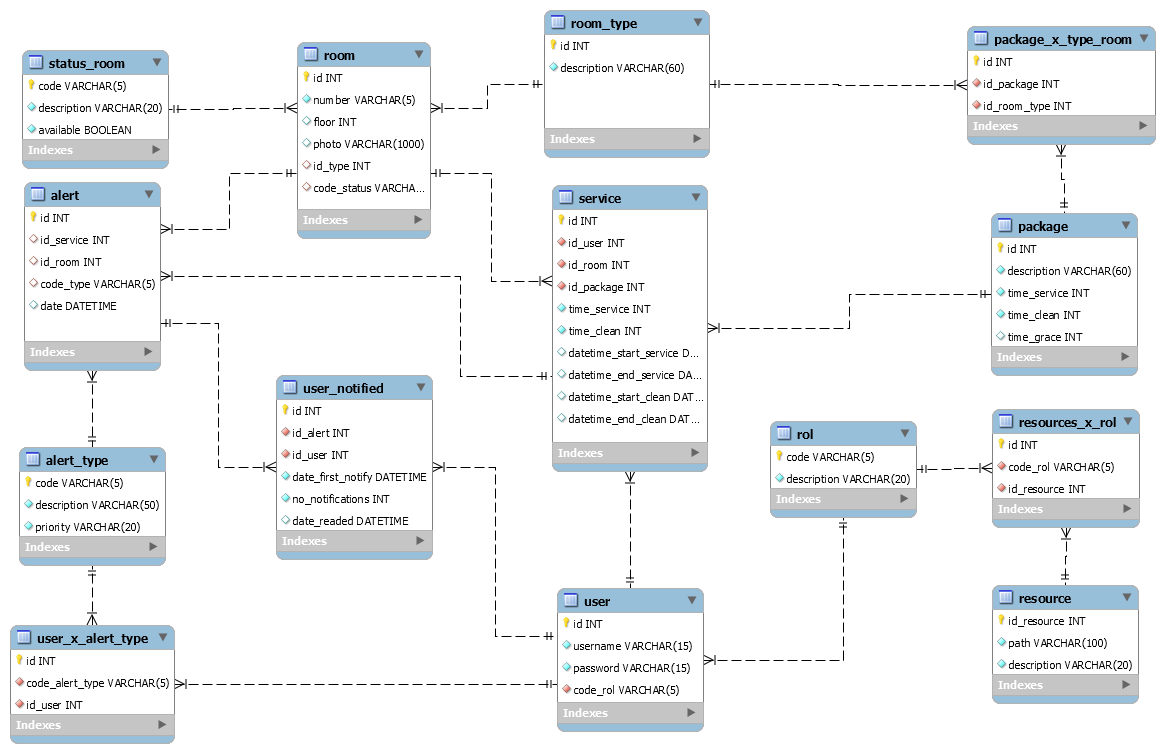 status_room
code VARCHAR(5)
description VARCHAR(20)
available BOOLEAN
Indexes
room
id INT
number VARCHAR(5)
floor INT
photo VARCHAR(1000)
id_type INT
code_status VARCHA...
Indexes
room_type
id INT
description VARCHAR(60)
Indexes
package_x_type_room
id INT
id_package INT
id_room_type INT
Indexes
alert
id INT
id_service INT
id_room INT
code_type VARCHAR(5)
date DATETIME
Indexes
service
id INT
id_user INT
id_room INT
id_package INT
time_service INT
time_clean INT
datetime_start_service D...
datetime_end_service DA...
datetime_start_clean DAT...
datetime_end_clean DAT...
Indexes
package
id INT
description VARCHAR(60)
time_service INT
time_clean INT
time_grace INT
Indexes
user_notified
id INT
id_alert INT
id_user INT
date_first_notify DATETIME
no_notifications INT
date_readed DATETIME
Indexes
rol
code VARCHAR(5)
description VARCHAR(20)
Indexes
resources_x_rol
id INT
code_rol VARCHAR(5)
id_resource INT
Indexes
alert_type
code VARCHAR(5)
description VARCHAR(50)
priority VARCHAR(20)
Indexes
user
id INT
username VARCHAR(15)
password VARCHAR(15)
code_rol VARCHAR(5)
Indexes
resource
id_resource INT
path VARCHAR(100)
description VARCHAR(20)
Indexes
user_x_alert_type
id INT
code_alert_type VARCHAR(5)
id_user INT
Indexes